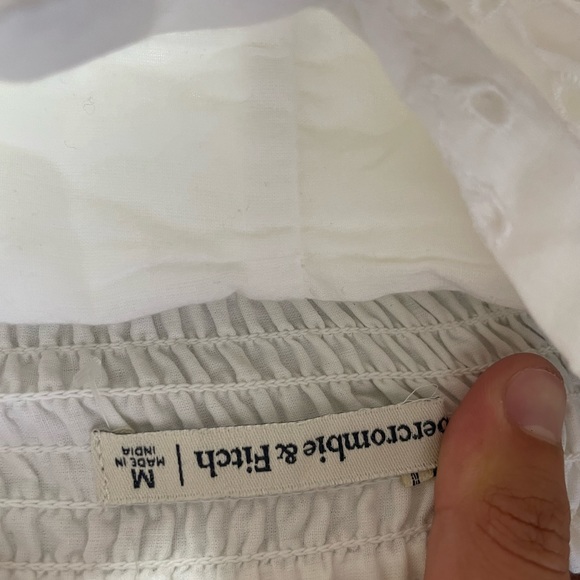 bercrombie & Fitch
M
MADE IN
INDIA